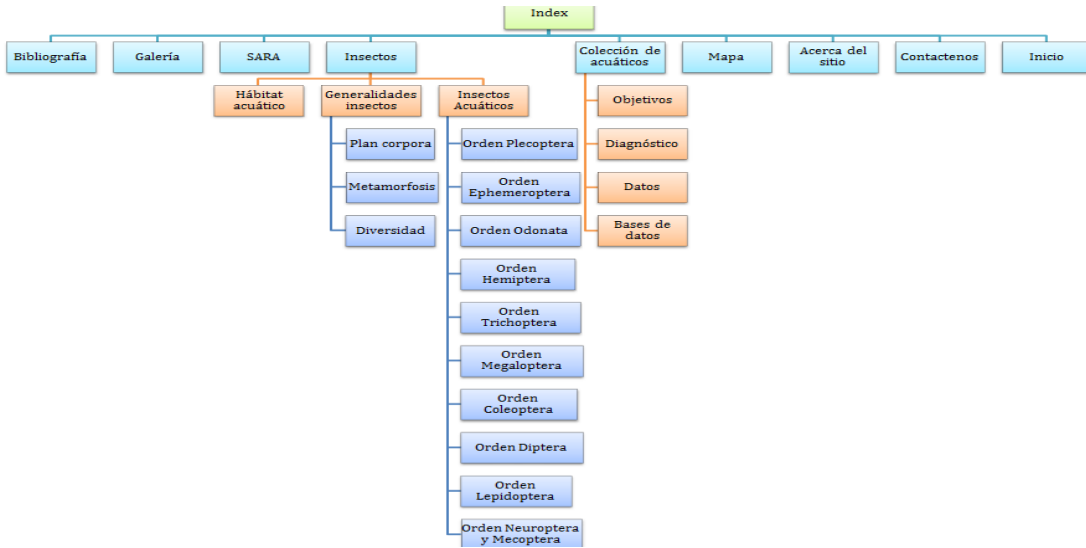 Index
Bibliografía
Galería
SARA
Insectos
Colección de
acuáticos
Mapa
Acerca del
sitio
Contactenos
Inicio
Hábitat
acuático
Generalidades
insectos
Insectos
Acuáticos
Objetivos
Diagnóstico
Datos
Bases de
datos
Plan corpora
Metamorfosis
Diversidad
Orden Plecoptera
Orden
Ephemeroptera
Orden Odonata
Orden
Hemiptera
Orden
Trichoptera
Orden
Megaloptera
Orden
Coleoptera
Orden Diptera
Orden
Lepidoptera
Orden Neuroptera
y Mecoptera